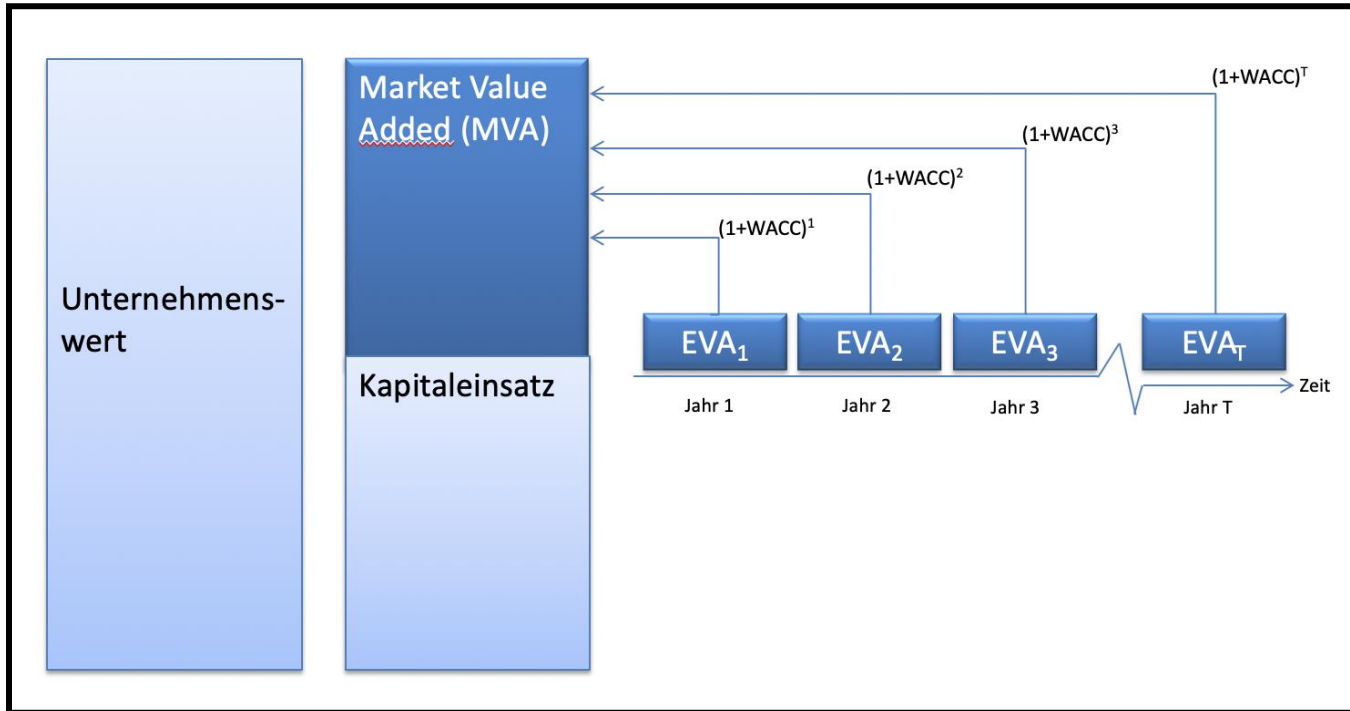 Unternehmens-
wert
Market Value
Added (MVA)
Kapitaleinsatz
(1+WACC)ᵀ
(1+WACC)³
(1+WACC)²
(1+WACC)¹
EVA₁
EVA₂
EVA₃
EVAT
Jahr 1
Jahr 2
Jahr 3
Jahr T
Zeit